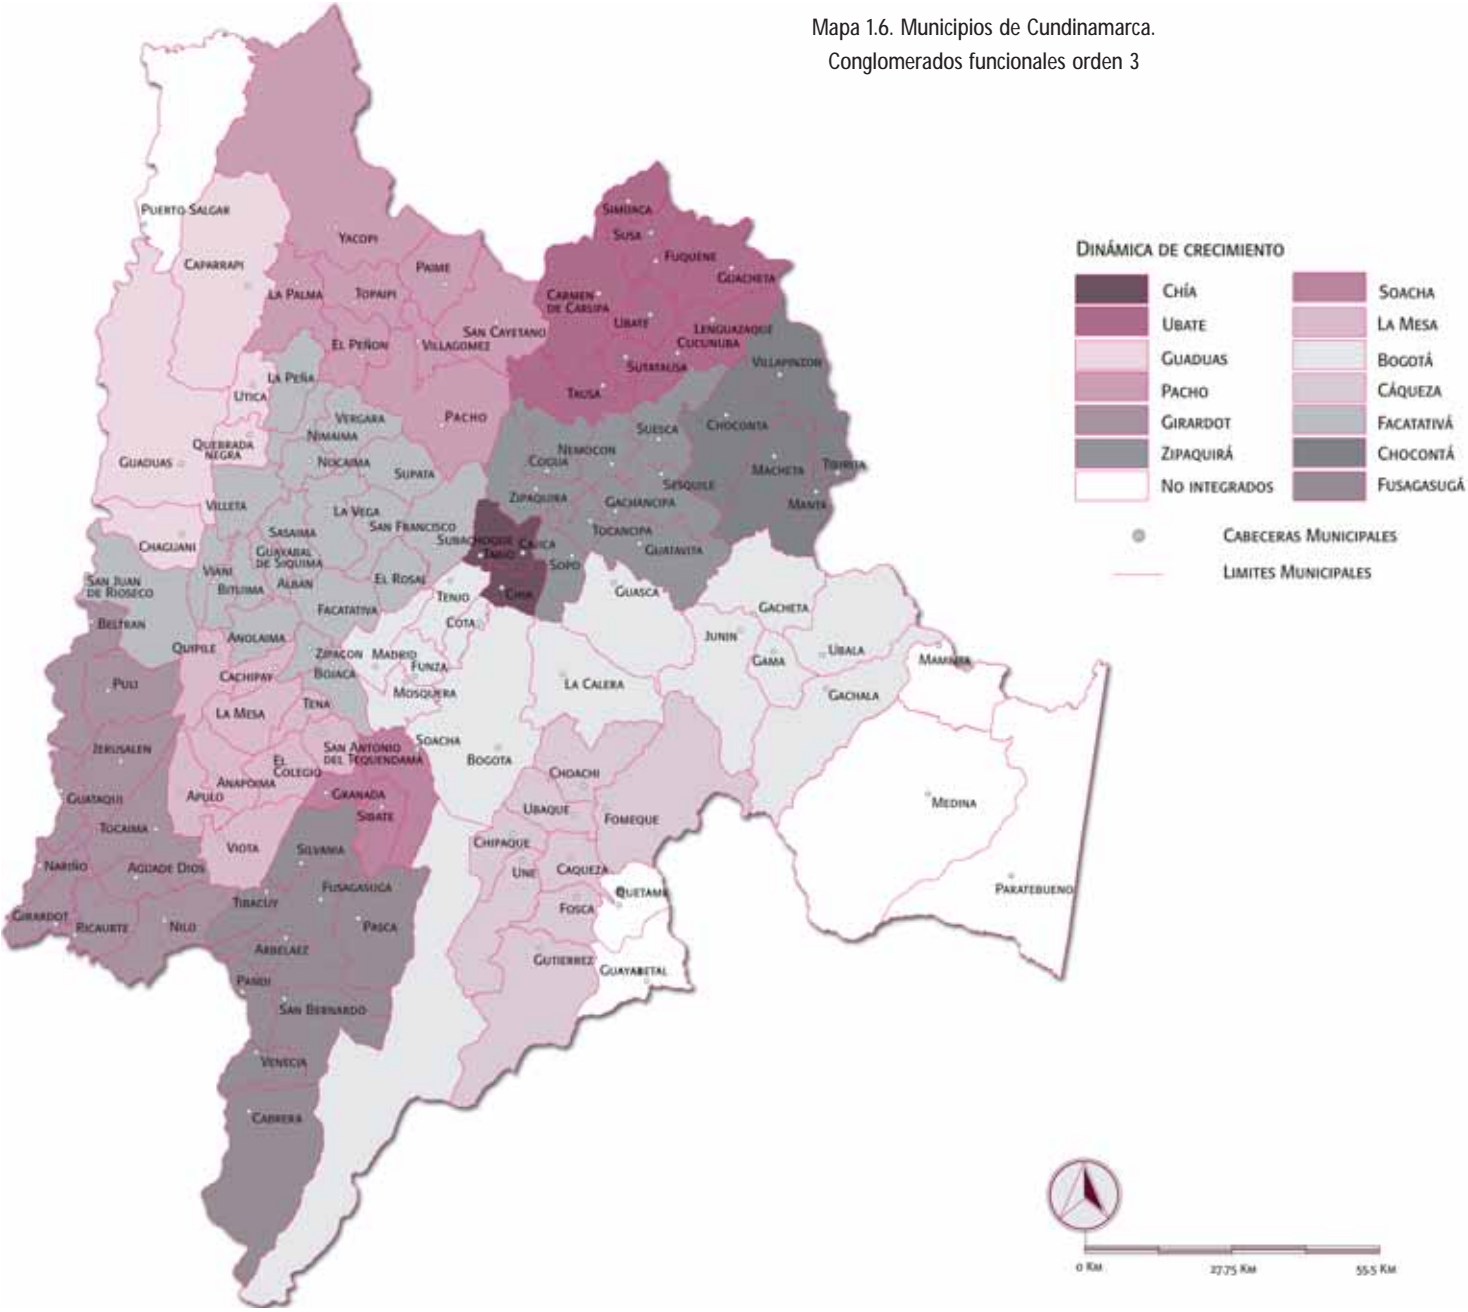 Mapa 1.6. Municipios de Cundinamarca.
Conglomerados funcionales orden 3
DINÁMICA DE CRECIMIENTO
CHÍA
UBATE
GUADUAS
PACHO
GIRARDOT
ZIPAQUIRÁ
NO INTEGRADOS
SOACHA
LA MESA
BOGOTÁ
CÁQUEZA
FACATATIVÁ
CHOCONTÁ
FUSAGASUGÁ
CABECERAS MUNICIPALES
LIMITES MUNICIPALES
PUERTO SALGAR
CAPARRAPI
YACOPI
PAIME
LA PALMA
TOPAIPI
SAN CAYETANO
EL PEÑON
VILLAGOMEZ
PACHO
SIMIJACA
SUSA
FUQUENE
GUACHETA
CARMEN
DE CARSIPA
UBATE
LENGUAZAQUE
CUCUNUBA
SUTATAUSA
TAUSA
VILLAPINZON
LA PEÑA
UTICA
VERGARA
NIMAIMA
QUEBRADA
NEGRA
GUADUAS
NOCAIMA
SUPATA
SUESCA
CHOCONTA
NEMOCON
COGUA
MACHETA
TIBIRITA
SESQUILE
ZIPAQUIRA
GACHANCIPA
MANTA
VILLETA
LA VEGA
SAN FRANCISCO
SASAIMA
SUBACHOQUE
TABIO
CAJICA
TOCANCIPA
GUATAVITA
CHAGUANI
GUAYABAL
DE SIQUIMA
VIANI
BITUIMA
ALBAN
EL ROSAL
SOPO
SAN JUAN
DE RIOSECO
TENJO
CHIA
GUASCA
BELTRAN
FACATATIVA
COTA
GACHETA
QUIPILE
ANOLAIMA
ZIPACON
MADRID
JUNIN
UBALA
GAMA
FUNZA
BOJACA
CACHIPAY
MOSQUERA
LA CALERA
GACHALA
PULI
LA MESA
TENA
SOACHA
JERUSALEN
SAN ANTONIO
DEL TEQUENDAMA
BOGOTA
EL
COLEGIO
CHOACHI
ANAPOIMA
GUATAQUI
APULO
GRANADA
SIBATE
UBAQUE
FOMEQUE
MEDINA
TOCAIMA
VIOTA
SILVANIA
CHIPAQUE
NARIÑO
AGUADE DIOS
UNE
CAQUEZA
QUETAME
PARATEBUENO
FUSAGASUGA
TIBACUY
FOSCA
GIRARDOT
RICAURTE
NILO
PASCA
ARBELAEZ
GUTIERREZ
GUAYABETAL
PANDI
SAN BERNARDO
VENECIA
CABRERA
0 KM
27.75 KM
55.5 KM